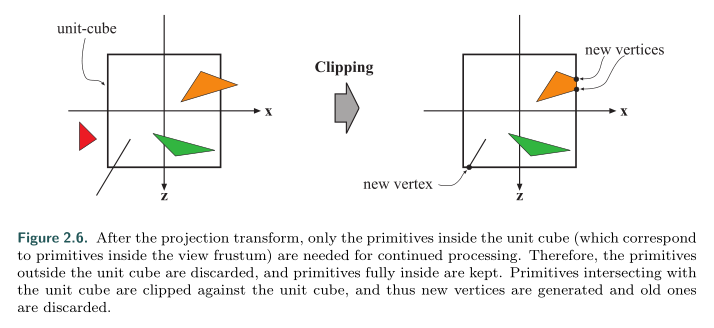 unit-cube
new vertices
Clipping
x
x
new vertex
z
z
Figure 2.6. After the projection transform, only the primitives inside the unit cube (which correspond
to primitives inside the view frustum) are needed for continued processing. Therefore, the primitives
outside the unit cube are discarded, and primitives fully inside are kept. Primitives intersecting with
the unit cube are clipped against the unit cube, and thus new vertices are generated and old ones
are discarded.